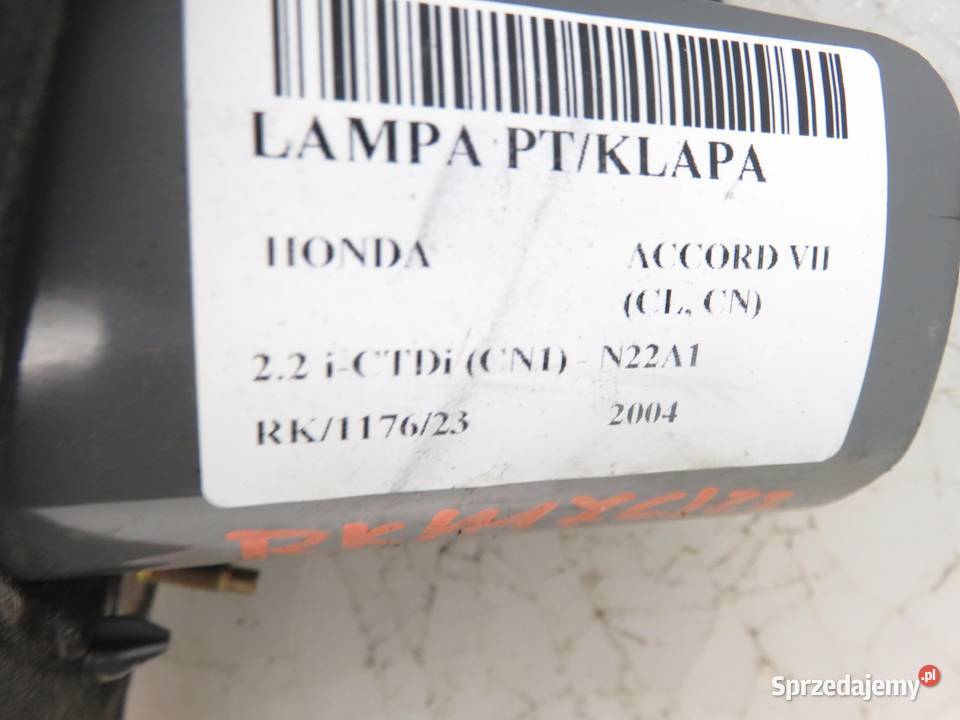 LAMPA PT/KLAPA
HONDA ACCORD VII
(CL, CN)
2.2 i-CTDi (CN1) - N22A1
RK/1176/23 2004
Sprzedajemy.pl